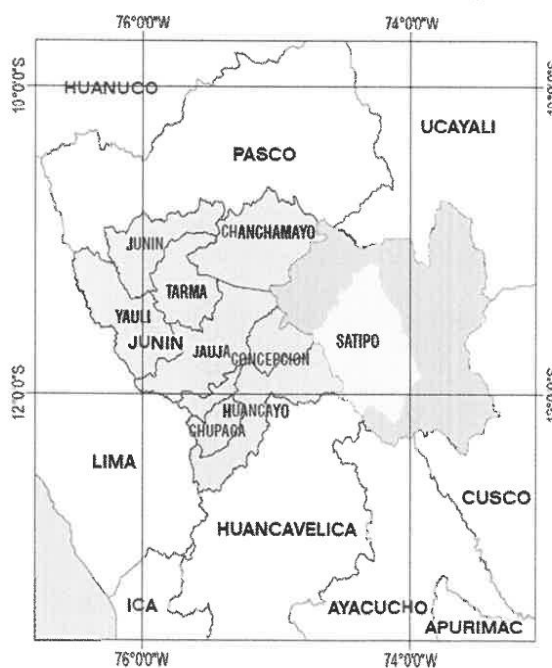 76°0'0"W
74°0'0"W
HUANUCO
10°0'0"S
UCAYALI
PASCO
JUNIN
CHANCHAMAYO
TARMA
YAULI
JUNIN
JAUJA
CONCEPCION
SATIPO
12°0'0"S
HUANCAYO
CHUPACA
LIMA
CUSCO
HUANCAVELICA
ICA
AYACUCHO
APURIMAC
76°0'0"W
74°0'0"W